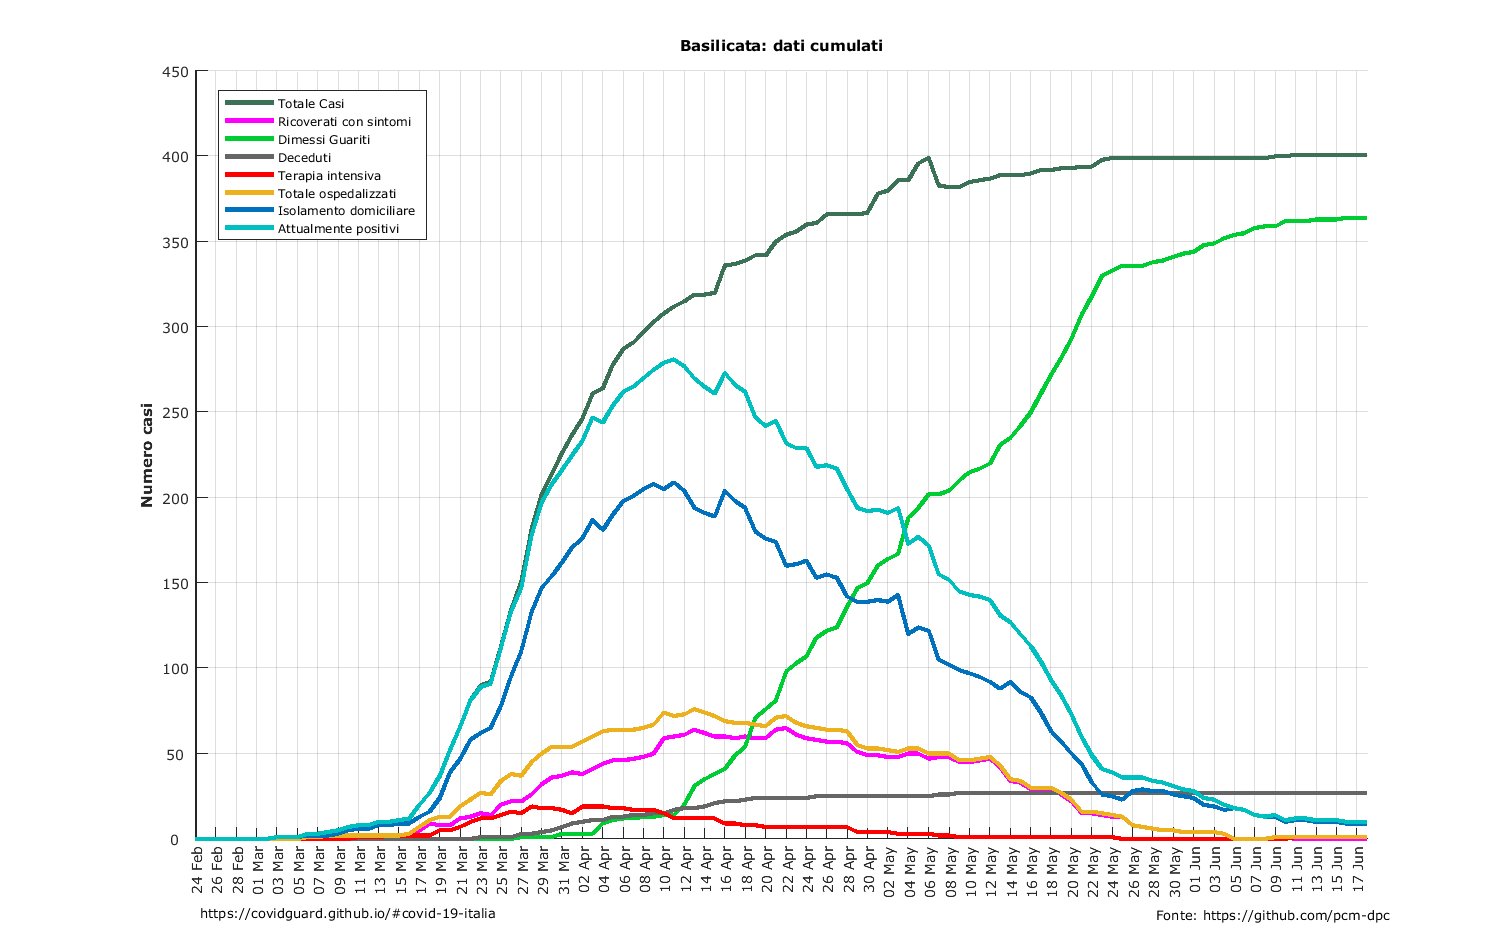 Basilicata: dati cumulati
450
400
350
300
250
200
150
100
50
0
Numero casi
Totale Casi
Ricoverati con sintomi
Dimessi Guariti
Deceduti
Terapia intensiva
Totale ospedalizzati
Isolamento domiciliare
Attualmente positivi
24 Feb
26 Feb
28 Feb
01 Mar
03 Mar
05 Mar
07 Mar
09 Mar
11 Mar
13 Mar
15 Mar
17 Mar
19 Mar
21 Mar
23 Mar
25 Mar
27 Mar
29 Mar
31 Mar
02 Apr
04 Apr
06 Apr
08 Apr
10 Apr
12 Apr
14 Apr
16 Apr
18 Apr
20 Apr
22 Apr
24 Apr
26 Apr
28 Apr
30 Apr
02 May
04 May
06 May
08 May
10 May
12 May
14 May
16 May
18 May
20 May
22 May
24 May
26 May
28 May
30 May
01 Jun
03 Jun
05 Jun
07 Jun
09 Jun
11 Jun
13 Jun
15 Jun
17 Jun
https://covidguard.github.io/#covid-19-italia
Fonte: https://github.com/pcm-dpc